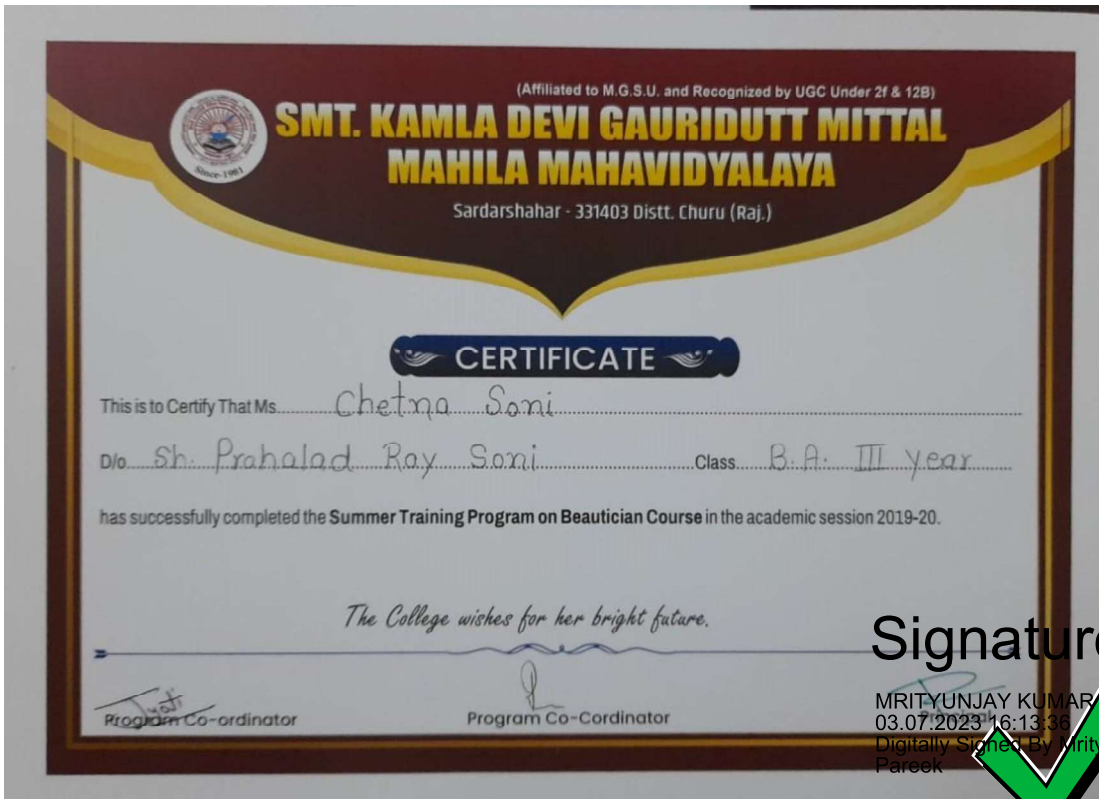 (Affiliated to M.G.S.U. and Recognized by UGC Under 2f & 12B)
SMT. KAMLA DEVI GAURIDUTT MITTAL
MAHILA MAHAVIDYALAYA
Since-1981
Sardarshahar - 331403 Distt. Churu (Raj.)
CERTIFICATE
This is to Certify That Ms. Chetna Soni
D/o Sh. Prahalad Ray Soni Class B.A. III year
has successfully completed the Summer Training Program on Beautician Course in the academic session 2019-20.
The College wishes for her bright future.
Jyoti
Program Co-ordinator
Program Co-Cordinator
Principal
Signature
MRITYUNJAY KUMAR
03.07.2023 16:13:36
Digitally Signed By Mrity
Pareek